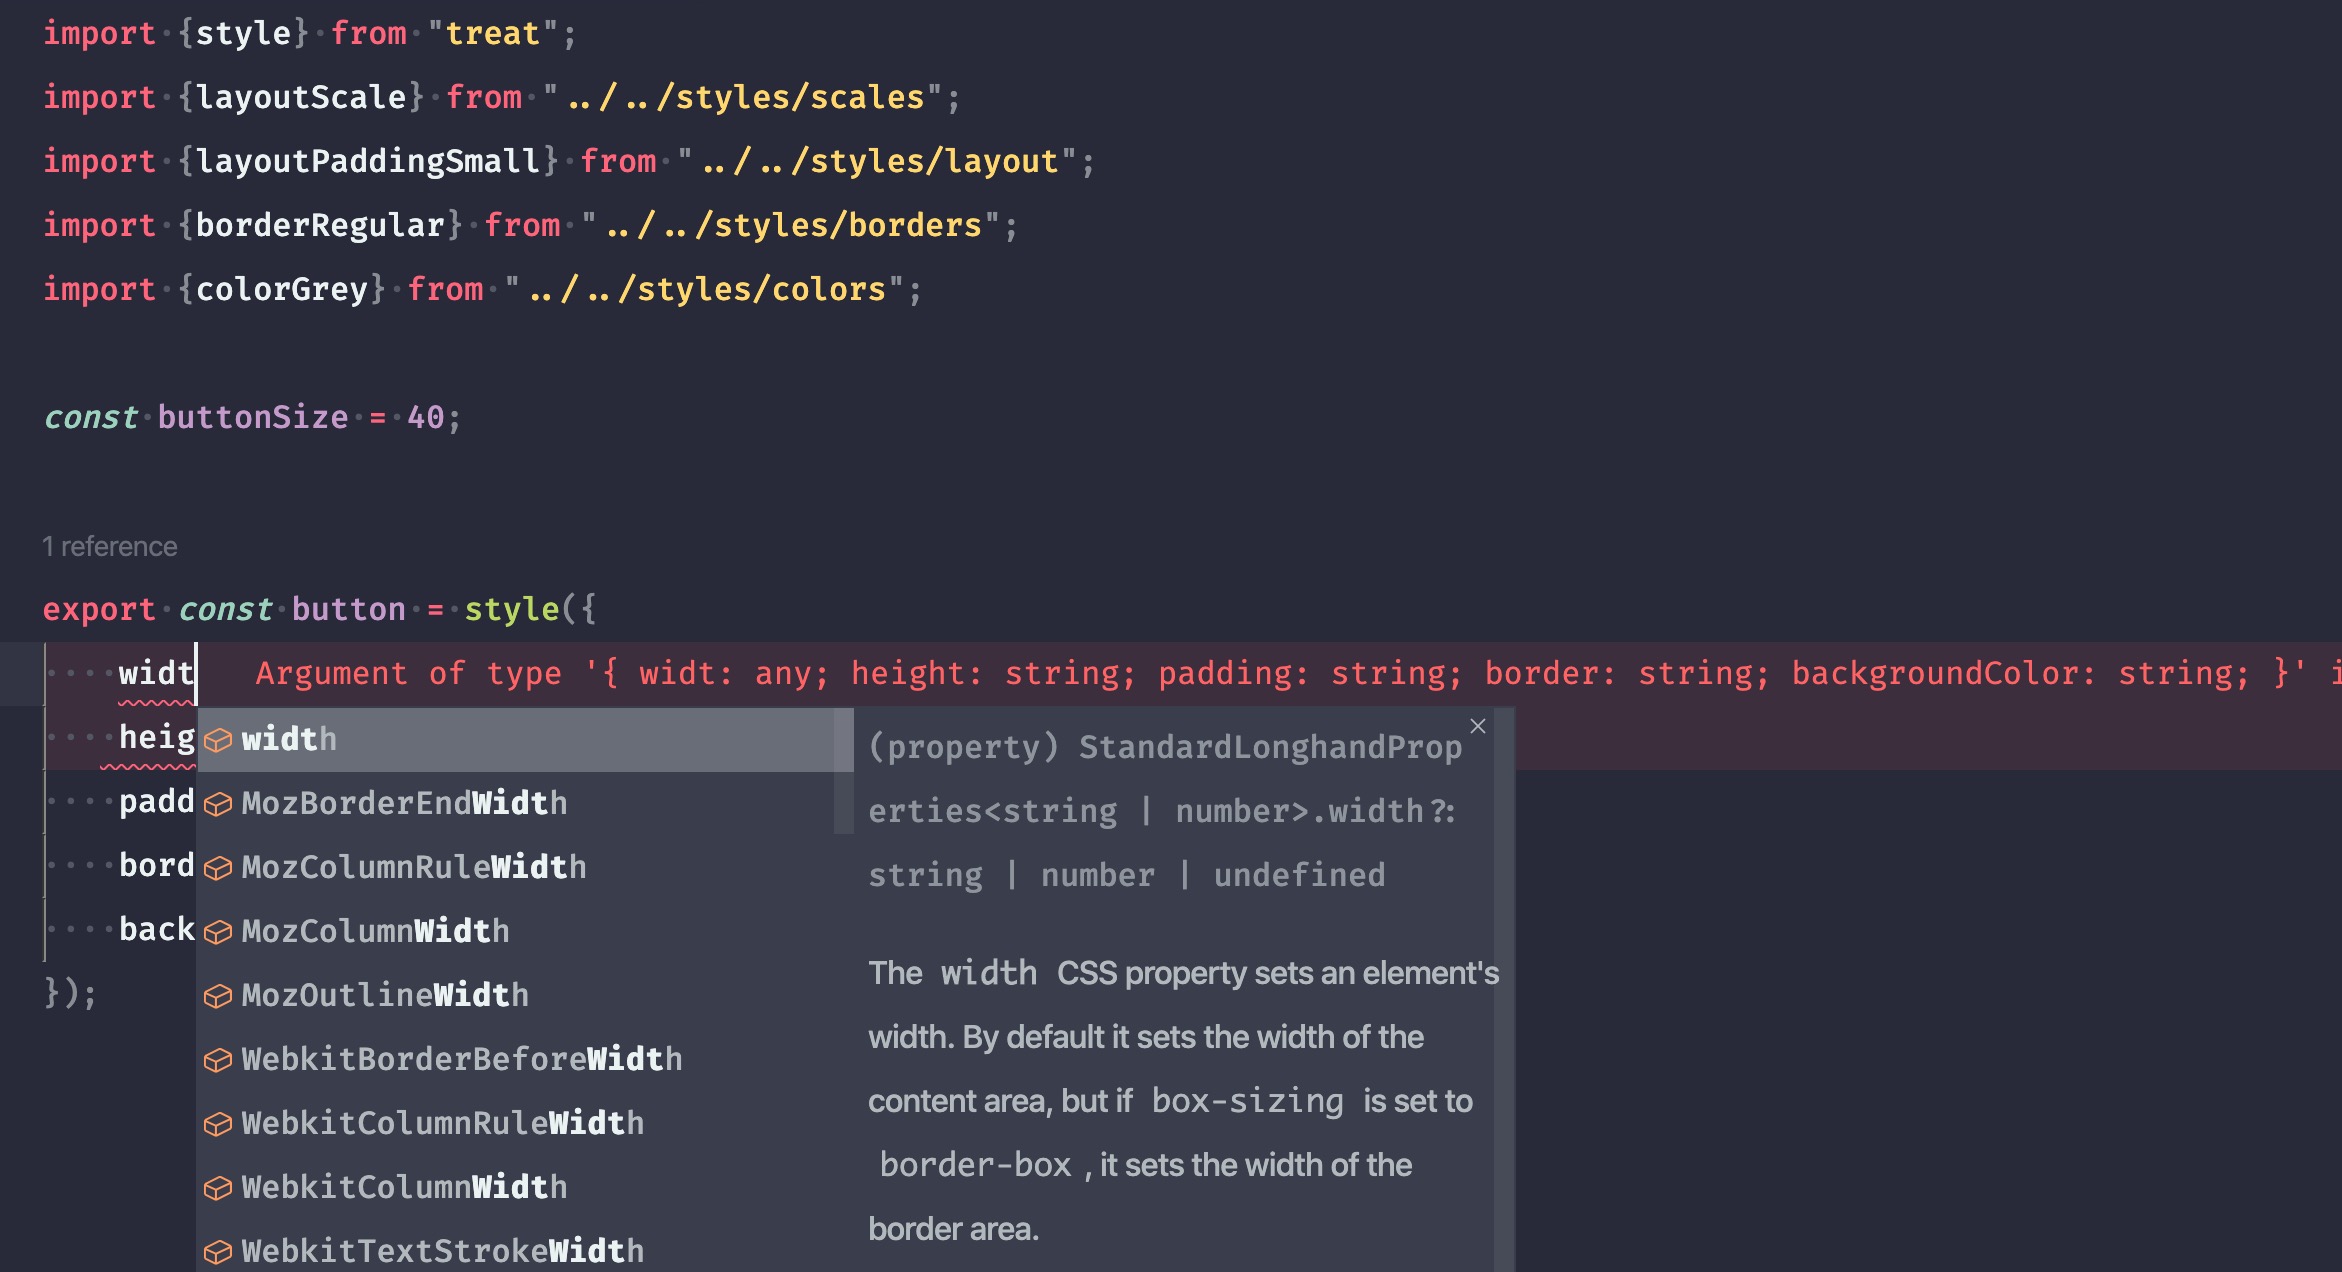 import {style} from "treat";
import {layoutScale} from "../../styles/scales";
import {layoutPaddingSmall} from "../../styles/layout";
import {borderRegular} from "../../styles/borders";
import {colorGrey} from "../../styles/colors";
const buttonSize = 40;
1 reference
export const button = style({
widt Argument of type '{ widt: any; height: string; padding: string; border: string; backgroundColor: string; }' i
heig
padd
bord
back
});
width
MozBorderEndWidth
MozColumnRuleWidth
MozColumnWidth
MozOutlineWidth
WebkitBorderBeforeWidth
WebkitColumnRuleWidth
WebkitColumnWidth
WebkitTextStrokeWidth
(property) StandardLonghandProp
erties<string | number>.width?:
string | number | undefined
The width CSS property sets an element's
width. By default it sets the width of the
content area, but if box-sizing is set to
border-box , it sets the width of the
border area.